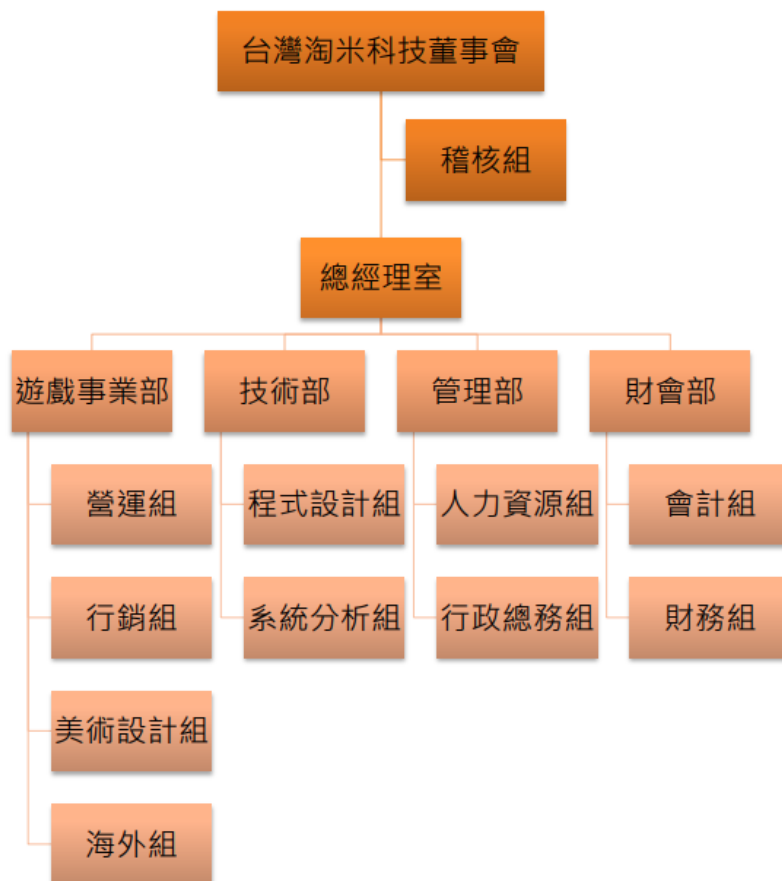 台灣淘米科技董事會
稽核組
總經理室
遊戲事業部
技術部
管理部
財會部
營運組
程式設計組
人力資源組
會計組
行銷組
系統分析組
行政總務組
財務組
美術設計組
海外組